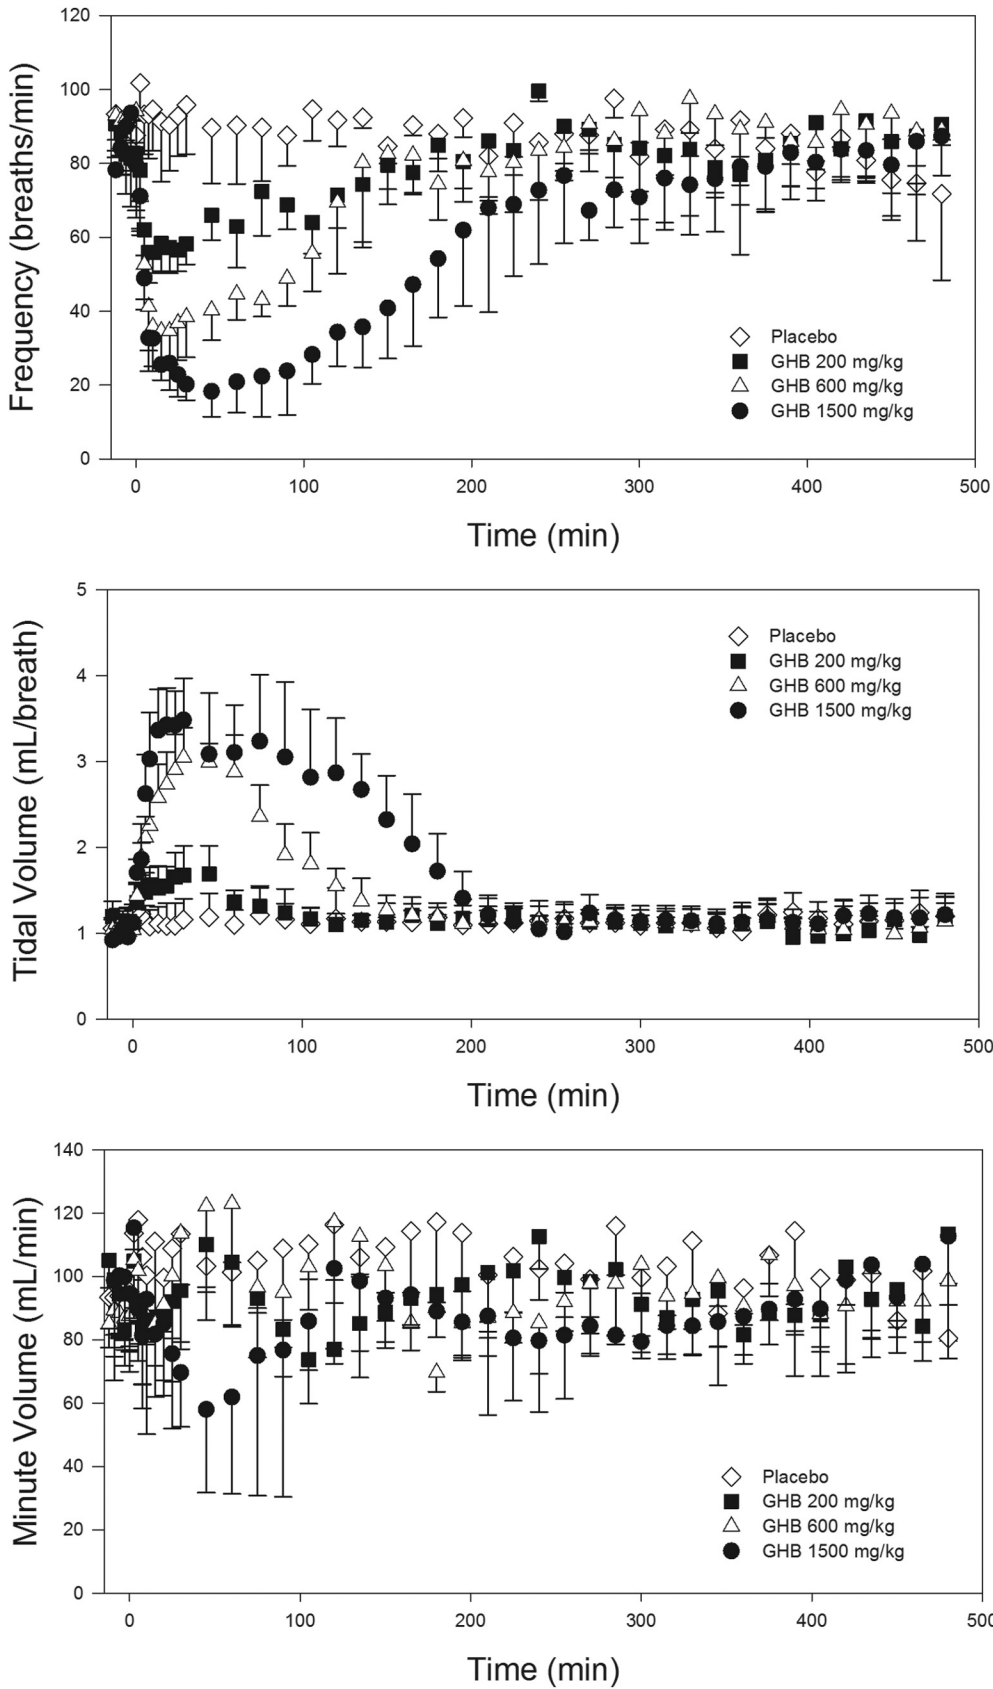 Frequency (breaths/min)
120
100
80
60
40
20
0
Placebo
GHB 200 mg/kg
GHB 600 mg/kg
GHB 1500 mg/kg
0 100 200 300 400 500
Time (min)
Tidal Volume (mL/breath)
5
4
3
2
1
0
Placebo
GHB 200 mg/kg
GHB 600 mg/kg
GHB 1500 mg/kg
0 100 200 300 400 500
Time (min)
Minute Volume (mL/min)
140
120
100
80
60
40
20
0
Placebo
GHB 200 mg/kg
GHB 600 mg/kg
GHB 1500 mg/kg
0 100 200 300 400 500
Time (min)